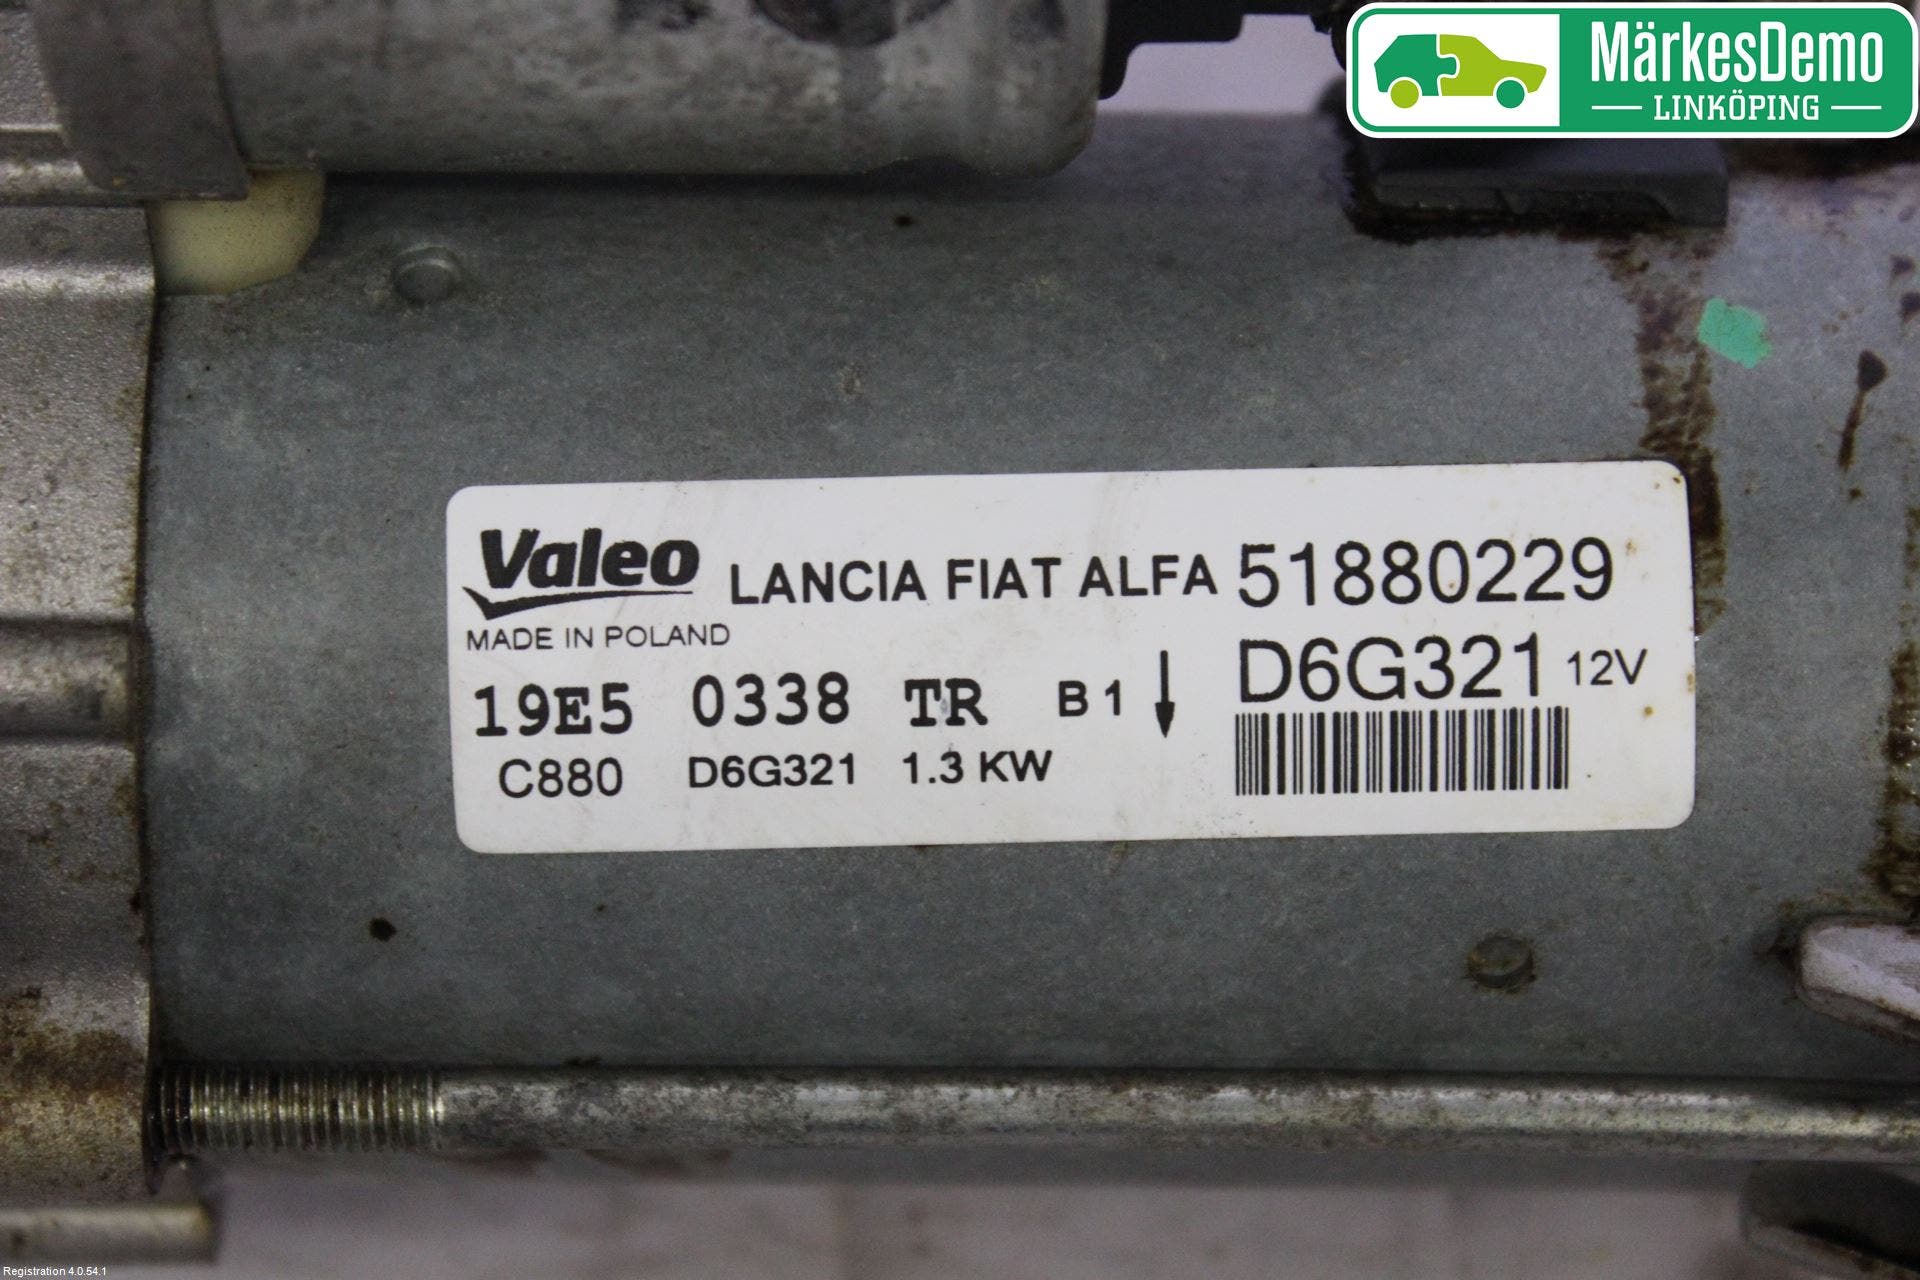 MärkesDemo
LINKÖPING
Valeo LANCIA FIAT ALFA 51880229
MADE IN POLAND
D6G321 12V
19E5 0338 TR B1
C880 D6G321 1.3 KW
Registration 4.0.54.1